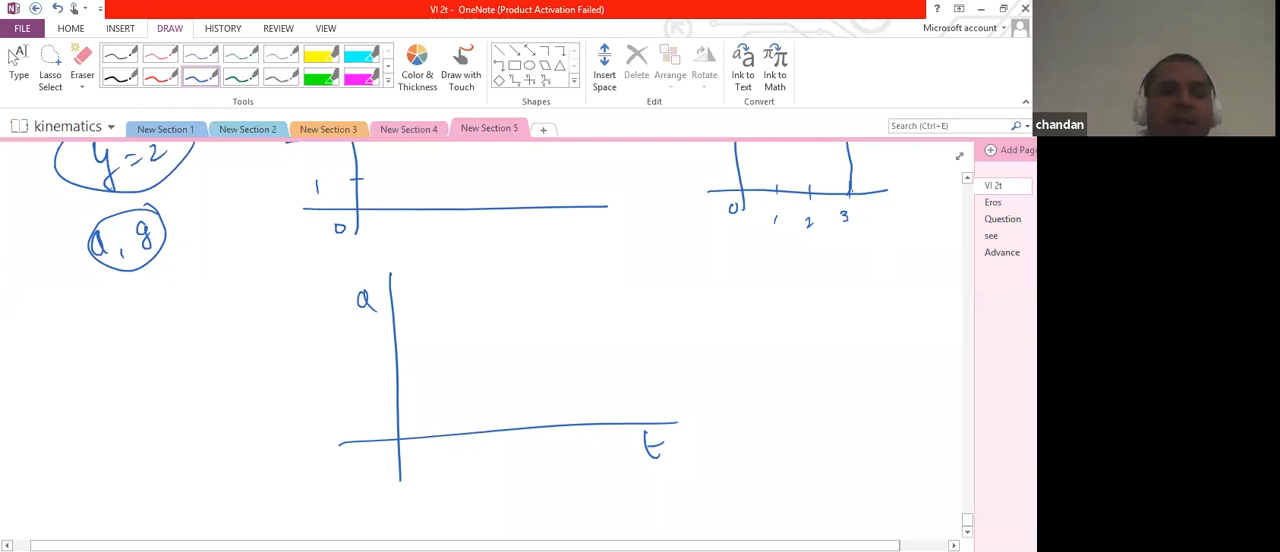 VI 2t - OneNote (Product Activation Failed)
FILE HOME INSERT DRAW HISTORY REVIEW VIEW Microsoft account
Type Lasso Select Eraser Color & Thickness Draw with Touch Insert Space Delete Arrange Rotate Ink to Text Ink to Math
Tools Shapes Edit Convert
kinematics New Section 1 New Section 2 New Section 3 New Section 4 New Section 5 Search (Ctrl+E)
chandan
Add Page
VI 2t
Eros
Question
see
Advance
y = 2
1
0
0 1 2 3
a, g
a
t